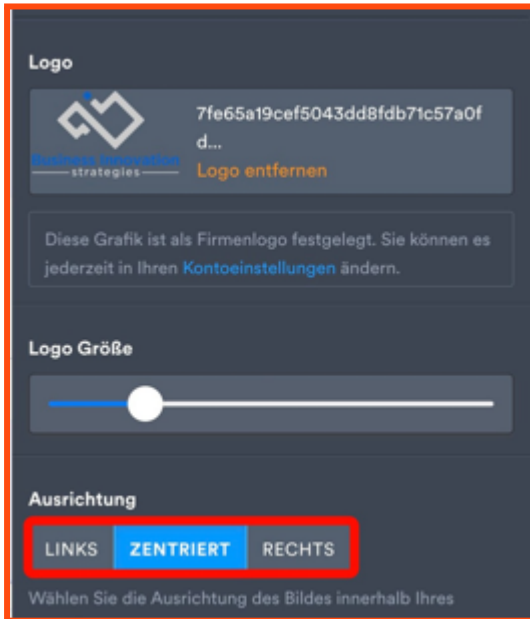 Logo
7fe65a19cef5043dd8fdb71c57a0f
d...
Business innovation
strategies
Logo entfernen
Diese Grafik ist als Firmenlogo festgelegt. Sie können es
jederzeit in Ihren Kontoeinstellungen ändern.
Logo Größe
Ausrichtung
LINKS ZENTRIERT RECHTS
Wählen Sie die Ausrichtung des Bildes innerhalb Ihres